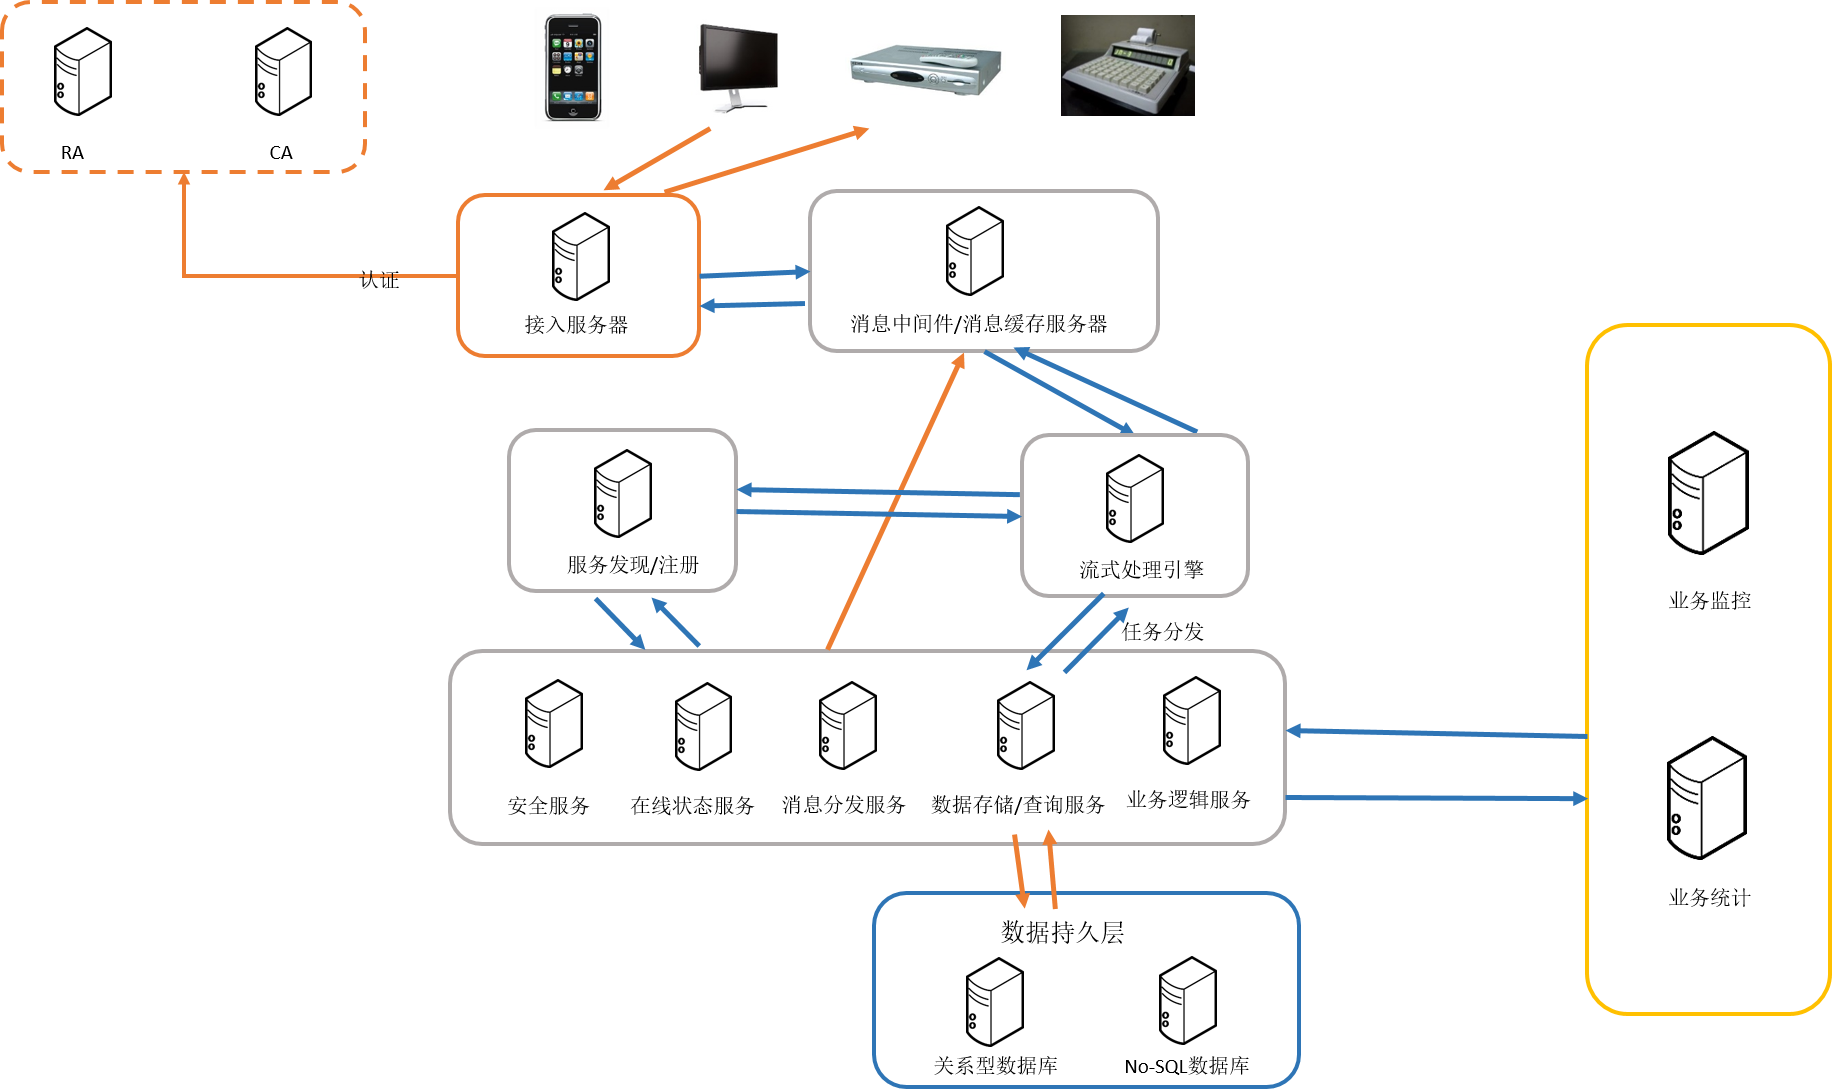 RA
CA
认证
接入服务器
消息中间件/消息缓存服务器
服务发现/注册
流式处理引擎
任务分发
业务监控
安全服务
在线状态服务
消息分发服务
数据存储/查询服务
业务逻辑服务
业务统计
数据持久层
关系型数据库
No-SQL数据库